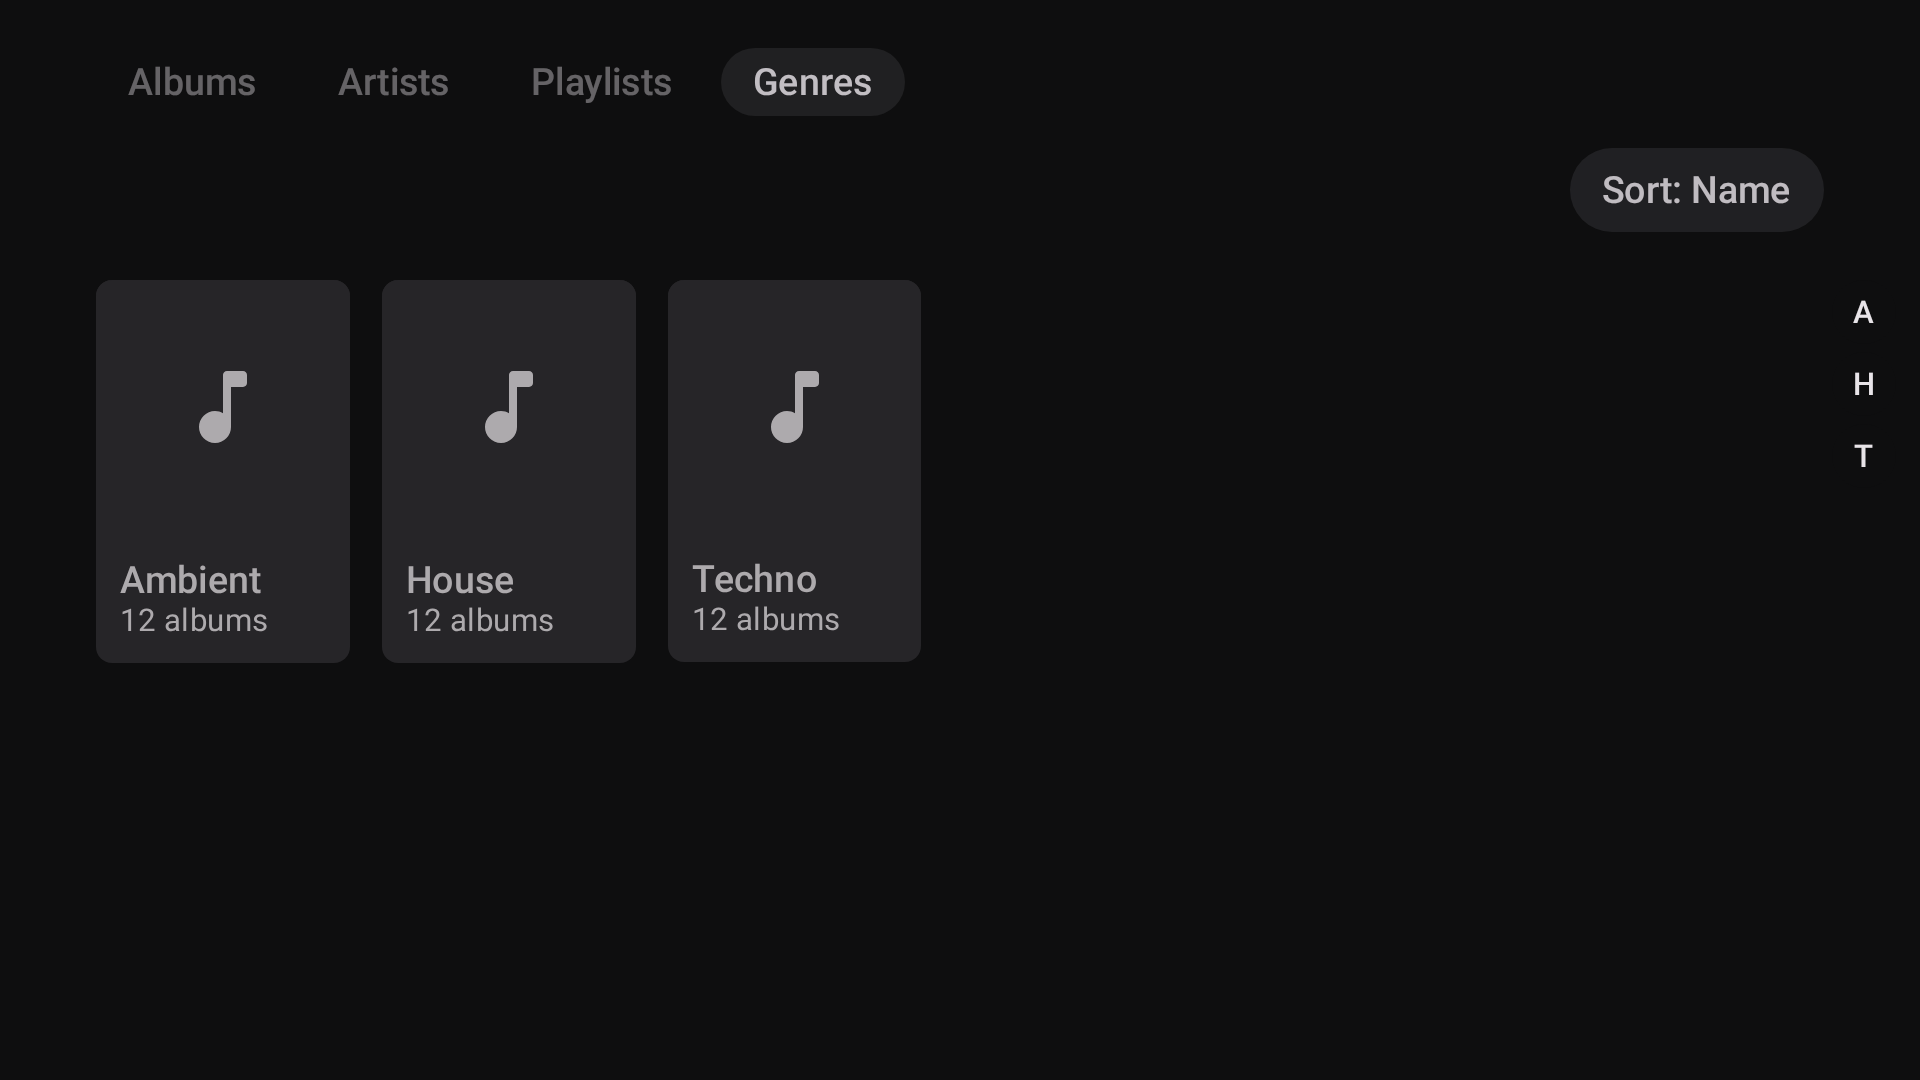 Albums Artists Playlists Genres
Sort: Name
A
H
T
Ambient
12 albums
House
12 albums
Techno
12 albums